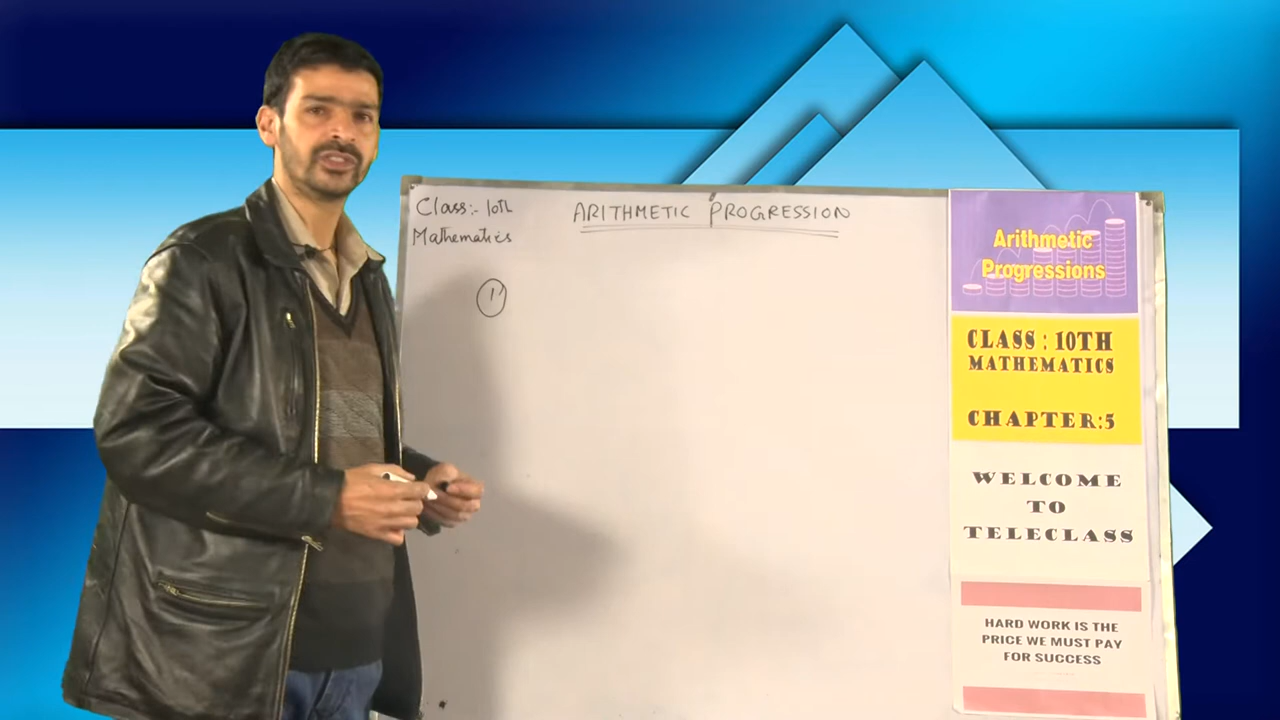 Class:- 10th
Mathematics
ARITHMETIC PROGRESSION
1
Arithmetic
Progressions
CLASS : 10TH
MATHEMATICS
CHAPTER:5
WELCOME
TO
TELECLASS
HARD WORK IS THE
PRICE WE MUST PAY
FOR SUCCESS